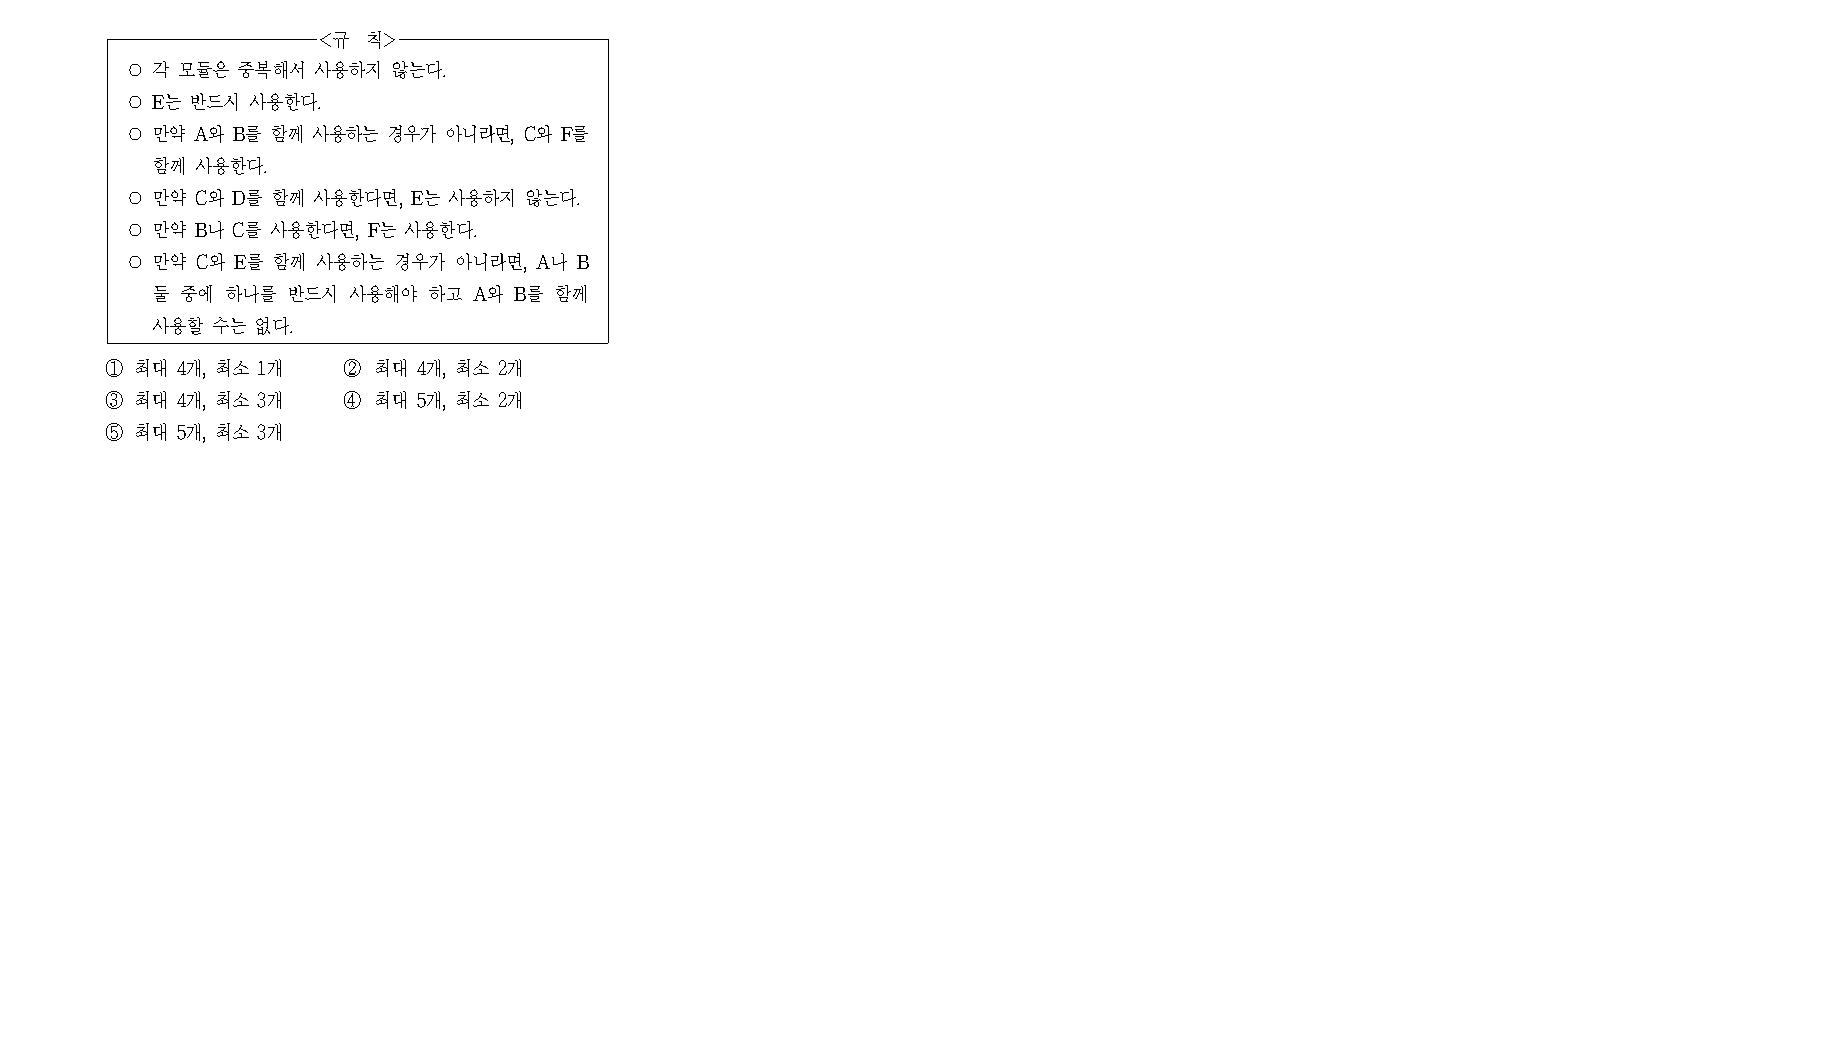 <규 칙>
○ 각 모듈은 중복해서 사용하지 않는다.
○ E는 반드시 사용한다.
○ 만약 A와 B를 함께 사용하는 경우가 아니라면, C와 F를
함께 사용한다.
○ 만약 C와 D를 함께 사용한다면, E는 사용하지 않는다.
○ 만약 B나 C를 사용한다면, F는 사용한다.
○ 만약 C와 E를 함께 사용하는 경우가 아니라면, A나 B
둘 중에 하나를 반드시 사용해야 하고 A와 B를 함께
사용할 수는 없다.
① 최대 4개, 최소 1개 ② 최대 4개, 최소 2개
③ 최대 4개, 최소 3개 ④ 최대 5개, 최소 2개
⑤ 최대 5개, 최소 3개